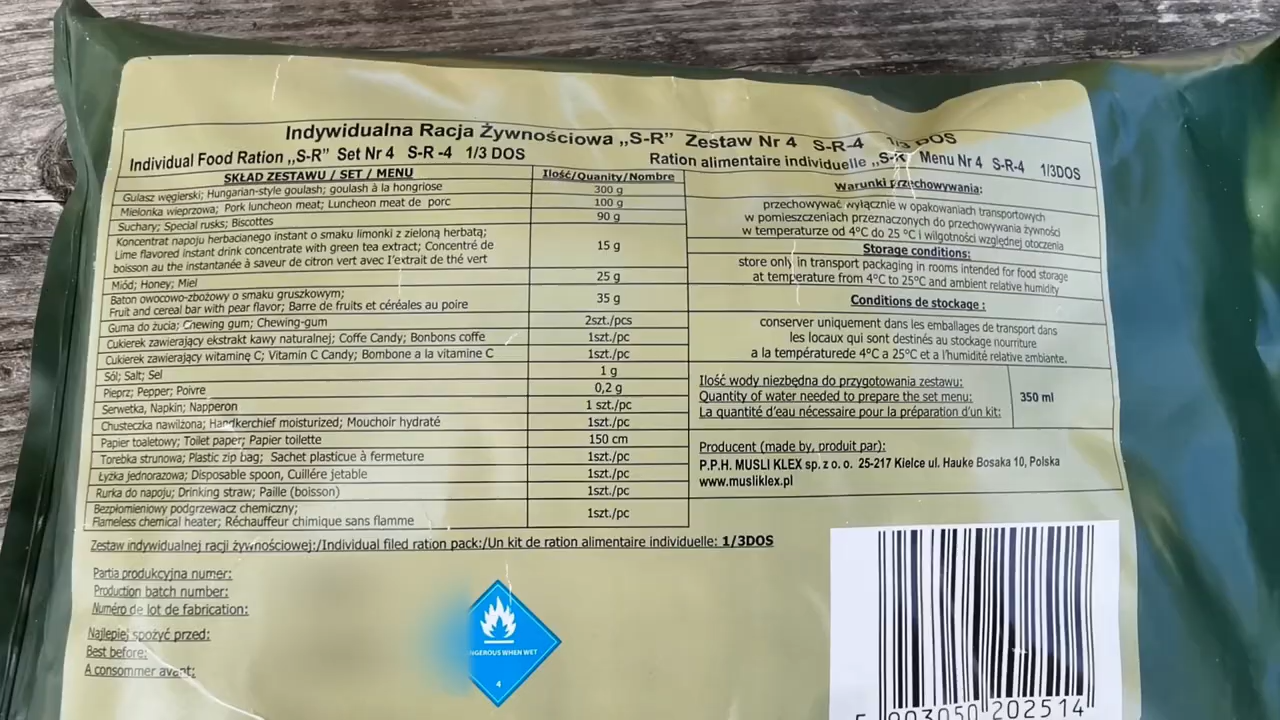 Indywidualna Racja Żywnościowa „S-R” Zestaw Nr 4 S-R-4 1/3 DOS
Individual Food Ration „S-R” Set Nr 4 S-R -4 1/3 DOS
Ration alimentaire individuelle „S-R Menu Nr 4 S-R-4 1/3DOS
SKŁAD ZESTAWU / SET / MENU Ilość/Quanity/Nombre
Gulasz węgierski; Hungarian-style goulash; goulash à la hongriose 300 g
Mielonka wieprzowa; Pork luncheon meat; Luncheon meat de porc 100 g
Suchary; Special rusks; Biscottes 90 g
Koncentrat napoju herbacianego instant o smaku limonki z zieloną herbatą;
Lime flavored instant drink concentrate with green tea extract; Concentré de
boisson au the instantanée à saveur de citron vert avec l'extrait de thé vert
15 g
Miód; Honey; Miel 25 g
Baton owocowo-zbożowy o smaku gruszkowym;
Fruit and cereal bar with pear flavor; Barre de fruits et céréales au poire
35 g
Guma do żucia; Chewing gum; Chewing-gum 2szt./pcs
Cukierek zawierający ekstrakt kawy naturalnej; Coffe Candy; Bonbons coffe 1szt./pc
Cukierek zawierający witaminę C; Vitamin C Candy; Bombone a la vitamine C 1szt./pc
Sól; Salt; Sel 1 g
Pieprz; Pepper; Poivre 0,2 g
Serwetka, Napkin; Napperon 1 szt./pc
Chusteczka nawilżona; Handkerchief moisturized; Mouchoir hydraté 1szt./pc
Papier toaletowy; Toilet paper; Papier toilette 150 cm
Torebka strunowa; Plastic zip bag; Sachet plasticue à fermeture 1szt./pc
Łyżka jednorazowa; Disposable spoon, Cuillére jetable 1szt./pc
Rurka do napoju; Drinking straw; Paille (boisson) 1szt./pc
Bezpłomieniowy podgrzewacz chemiczny;
Flameless chemical heater; Réchauffeur chimique sans flamme
1szt./pc
Warunki przechowywania:
przechowywać wyłącznie w opakowaniach transportowych
w pomieszczeniach przeznaczonych do przechowywania żywności
w temperaturze od 4°C do 25 °C i wilgotności względnej otoczenia
Storage conditions:
store only in transport packaging in rooms intended for food storage
at temperature from 4°C to 25°C and ambient relative humidity
Conditions de stockage :
conserver uniquement dans les emballages de transport dans
les locaux qui sont destinés au stockage nourriture
a la températurede 4°C a 25°C et a l'humidité relative ambiante.
Ilość wody niezbędna do przygotowania zestawu:
Quantity of water needed to prepare the set menu:
La quantité d'eau nécessaire pour la préparation d'un kit:
350 ml
Producent (made by, produit par):
P.P.H. MUSLI KLEX sp. z o. o. 25-217 Kielce ul. Hauke Bosaka 10, Polska
www.musliklex.pl
Zestaw indywidualnej racji żywnościowej:/Individual filed ration pack:/Un kit de ration alimentaire individuelle: 1/3DOS
Partia produkcyjna numer:
Production batch number:
Numéro de lot de fabrication:
Najlepiej spożyć przed:
Best before:
A consommer avant:
NGEROUS WHEN WET
4
5 903050 202514